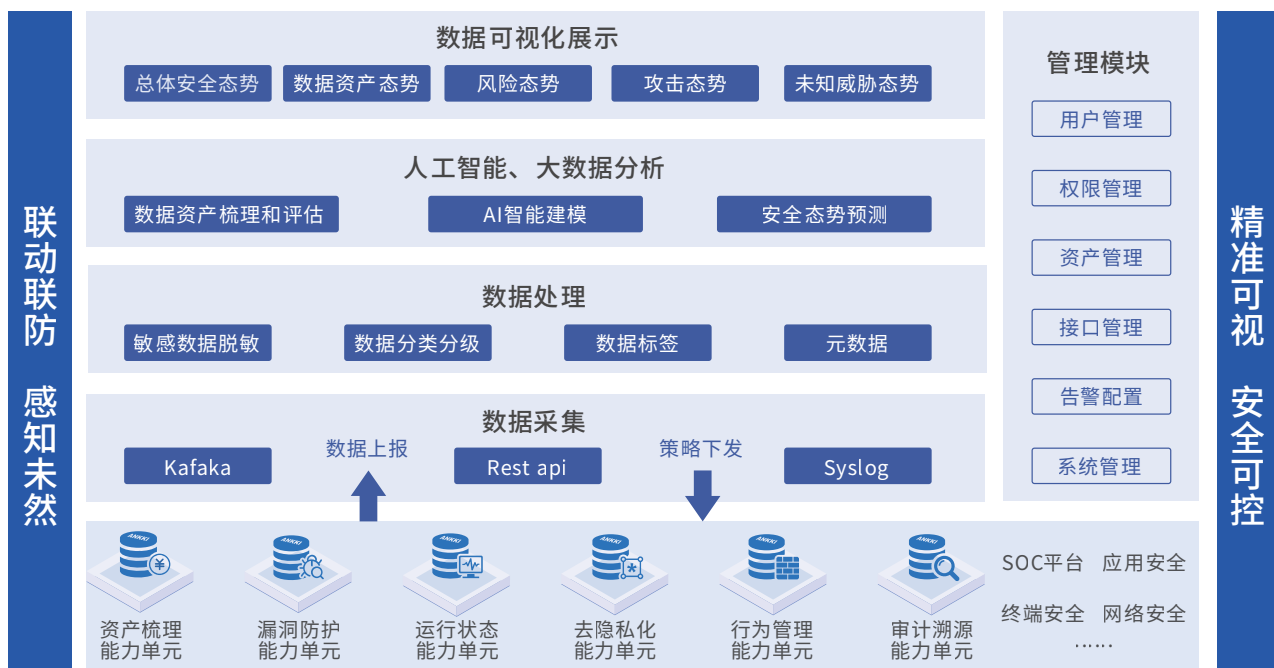 联动联防 感知未然
数据可视化展示
总体安全态势
数据资产态势
风险态势
攻击态势
未知威胁态势
人工智能、大数据分析
数据资产梳理和评估
AI智能建模
安全态势预测
数据处理
敏感数据脱敏
数据分类分级
数据标签
元数据
数据采集
Kafaka
数据上报
Rest api
策略下发
Syslog
管理模块
用户管理
权限管理
资产管理
接口管理
告警配置
系统管理
精准可视 安全可控
ANKKI
资产梳理
能力单元
ANKKI
漏洞防护
能力单元
ANKKI
运行状态
能力单元
ANKKI
去隐私化
能力单元
ANKKI
行为管理
能力单元
ANKKI
审计溯源
能力单元
SOC平台 应用安全
终端安全 网络安全
······